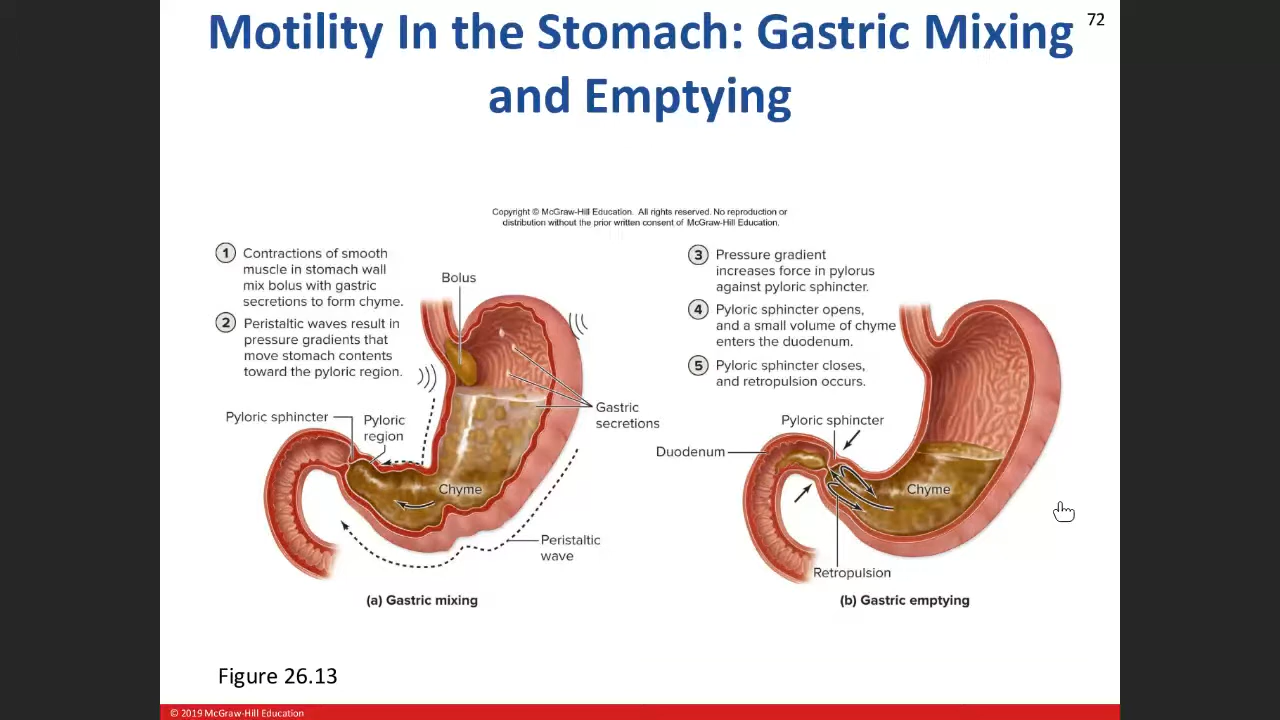 Motility In the Stomach: Gastric Mixing
and Emptying
72
Copyright © McGraw-Hill Education. All rights reserved. No reproduction or
distribution without the prior written consent of McGraw-Hill Education.
1 Contractions of smooth
muscle in stomach wall
mix bolus with gastric
secretions to form chyme.
2 Peristaltic waves result in
pressure gradients that
move stomach contents
toward the pyloric region.
Bolus
Pyloric sphincter
Pyloric
region
Gastric
secretions
Chyme
Peristaltic
wave
(a) Gastric mixing
3 Pressure gradient
increases force in pylorus
against pyloric sphincter.
4 Pyloric sphincter opens,
and a small volume of chyme
enters the duodenum.
5 Pyloric sphincter closes,
and retropulsion occurs.
Pyloric sphincter
Duodenum
Chyme
Retropulsion
(b) Gastric emptying
Figure 26.13
© 2019 McGraw-Hill Education